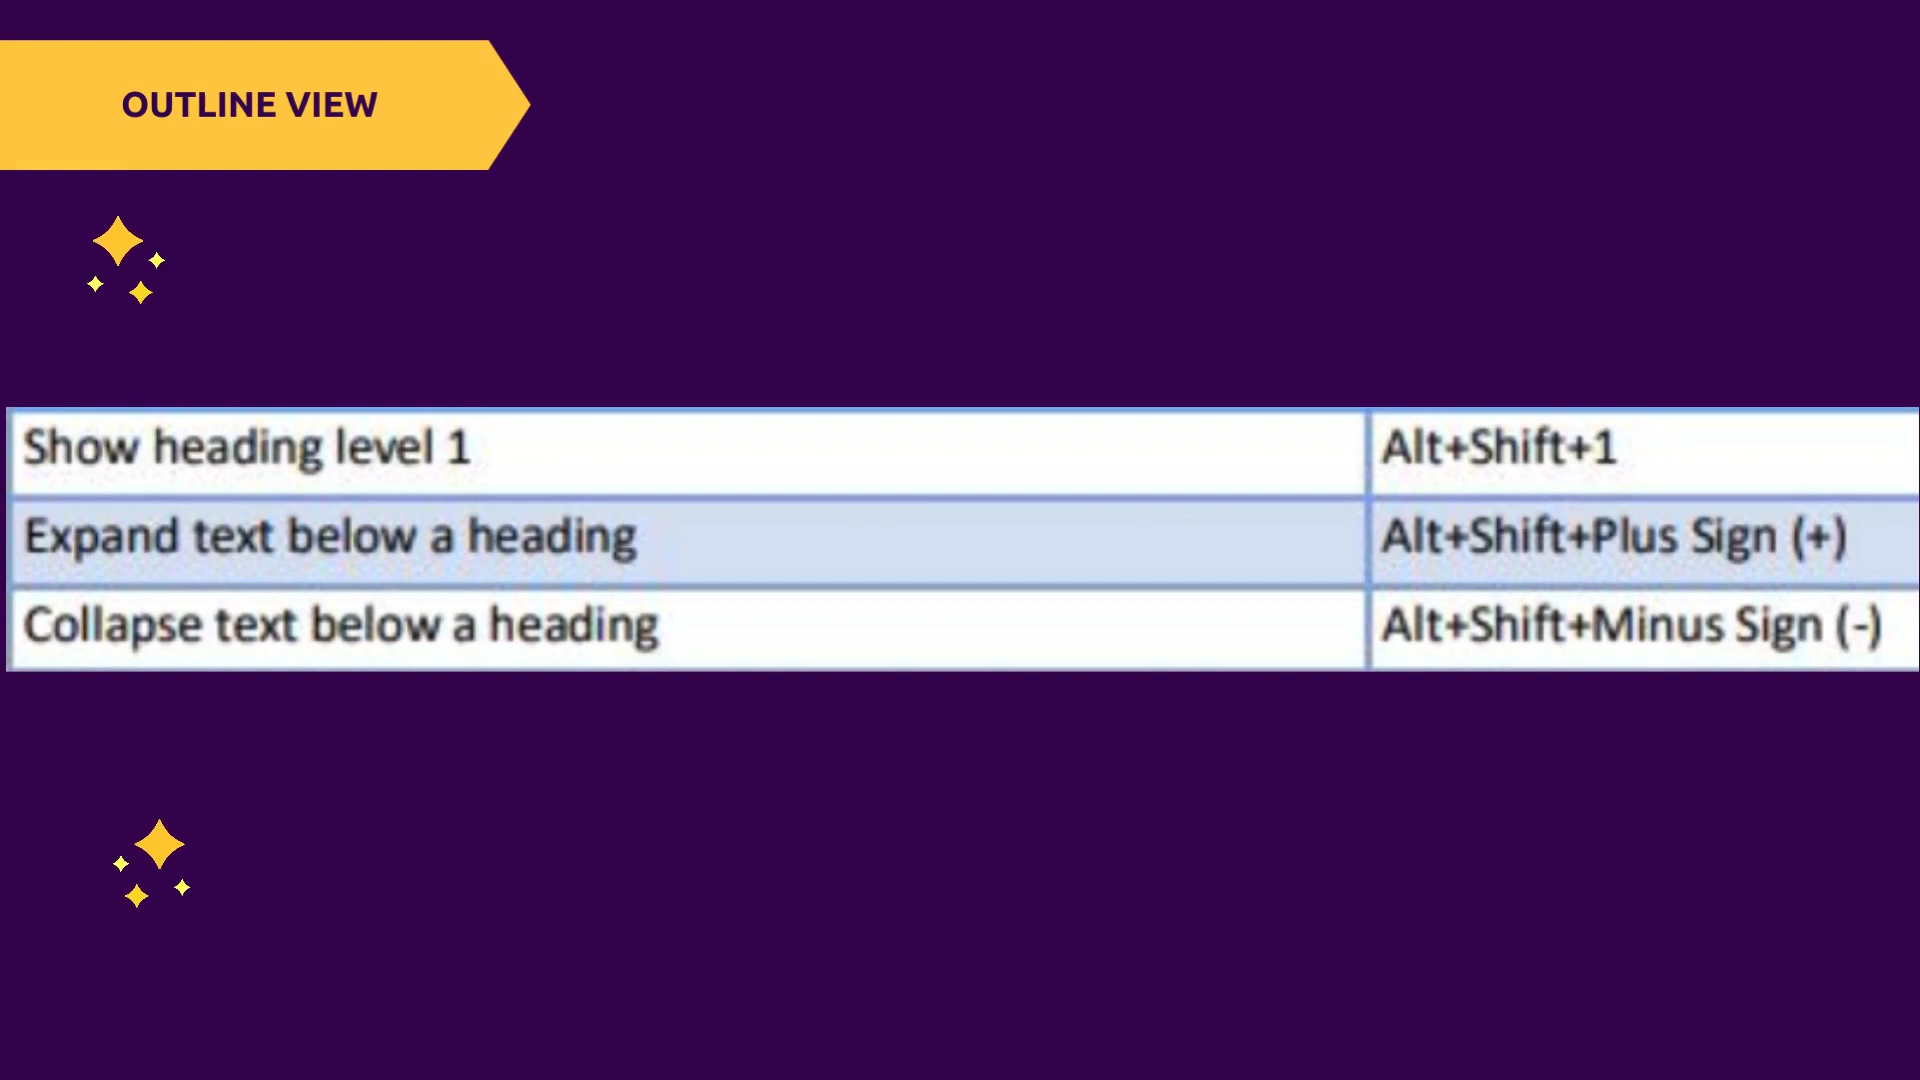 OUTLINE VIEW
Show heading level 1 Alt+Shift+1
Expand text below a heading Alt+Shift+Plus Sign (+)
Collapse text below a heading Alt+Shift+Minus Sign (-)